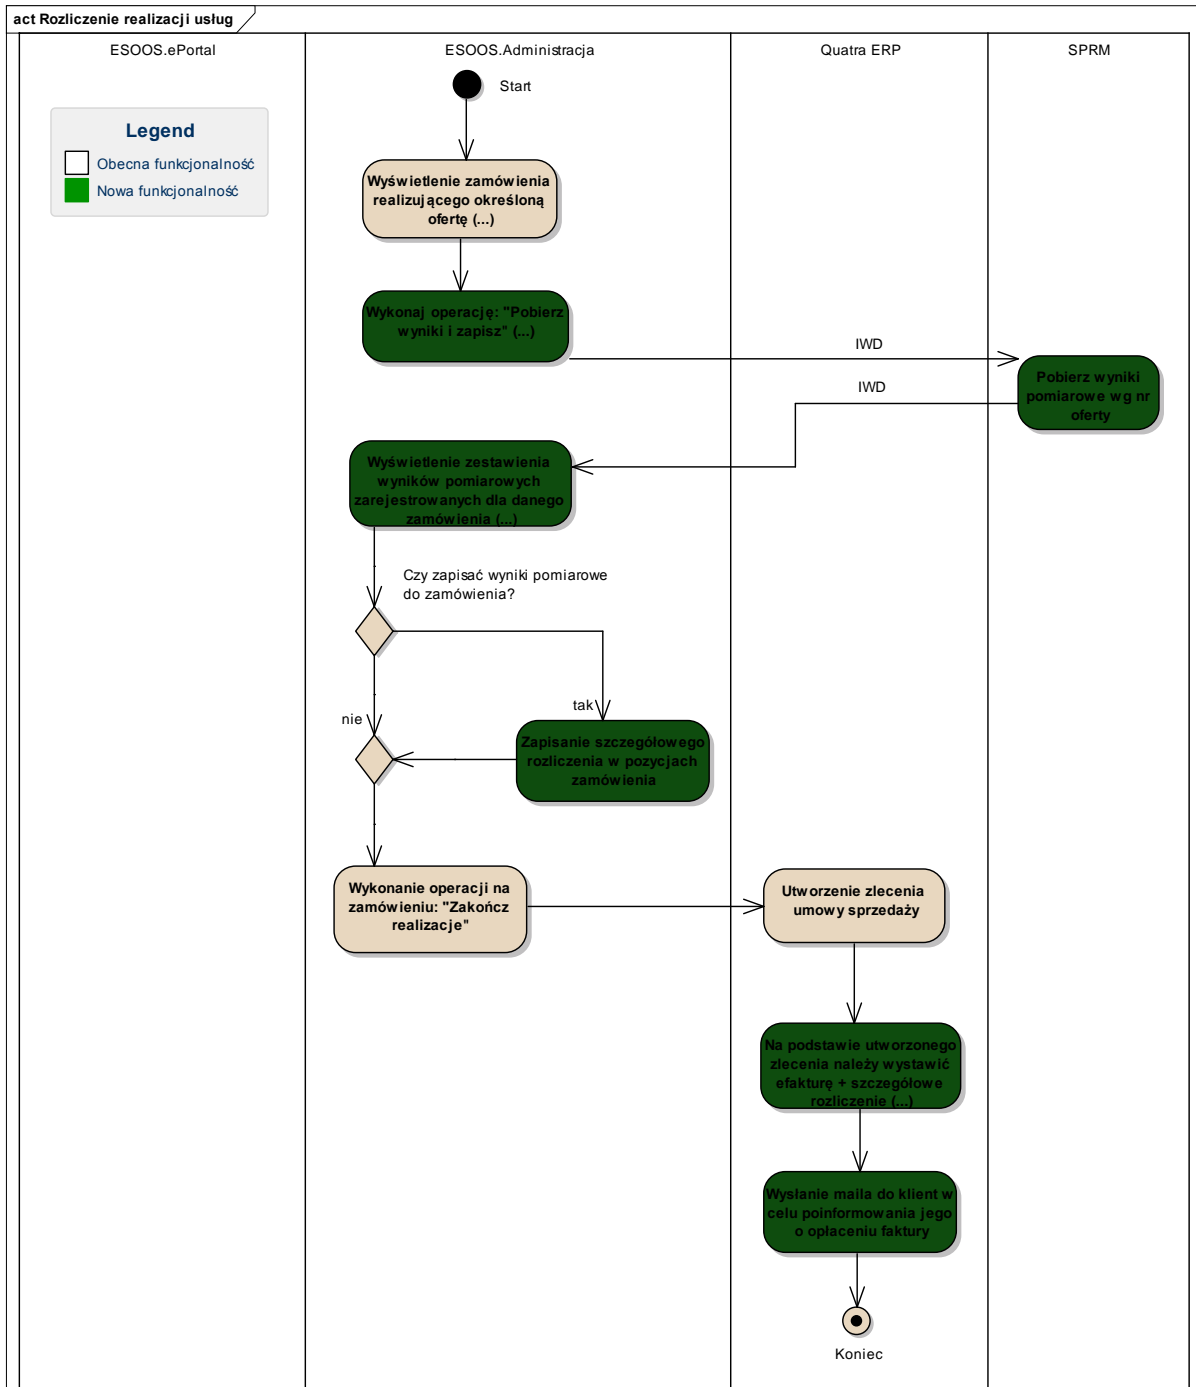 act Rozliczenie realizacji usług
ESOOS.ePortal
ESOOS.Administracja
Quatra ERP
SPRM
Legend
Obecna funkcjonalność
Nowa funkcjonalność
Start
Wyświetlenie zamówienia
realizującego określoną
ofertę (...)
Wykonaj operację: "Pobierz
wyniki i zapisz" (...)
IWD
Pobierz wyniki
pomiarowe wg nr
oferty
IWD
Wyświetlenie zestawienia
wyników pomiarowych
zarejestrowanych dla danego
zamówienia (...)
Czy zapisać wyniki pomiarowe
do zamówienia?
nie
tak
Zapisanie szczegółowego
rozliczenia w pozycjach
zamówienia
Wykonanie operacji na
zamówieniu: "Zakończ
realizacje"
Utworzenie zlecenia
umowy sprzedaży
Na podstawie utworzonego
zlecenia należy wystawić
efakturę + szczegółowe
rozliczenie (...)
Wysłanie maila do klient w
celu poinformowania jego
o opłaceniu faktury
Koniec